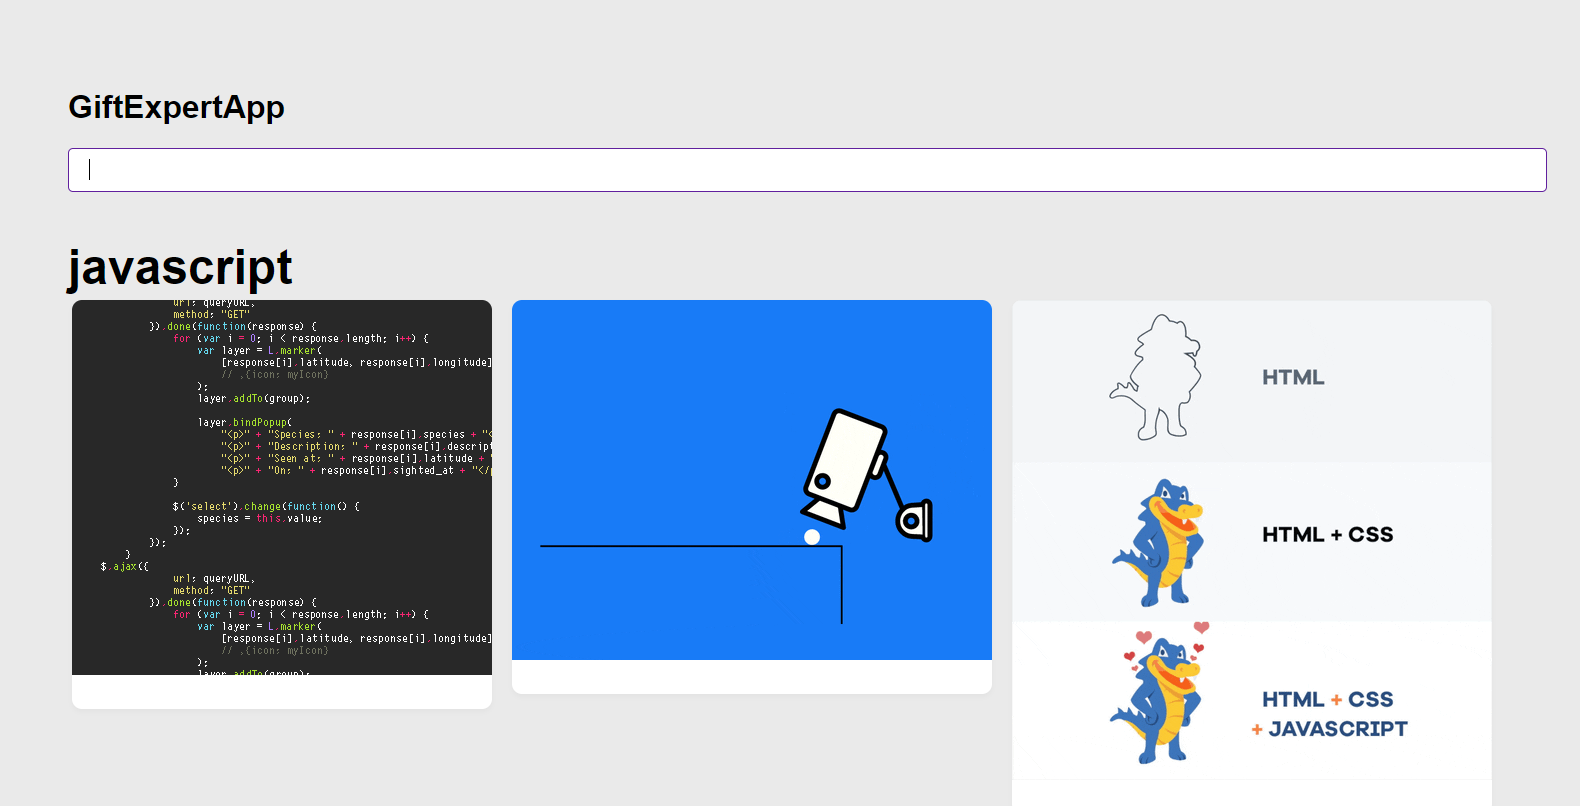 GiftExpertApp
javascript
url: queryURL,
method: "GET"
}).done(function(response) {
for (var i = 0; i < response.length; i++) {
var layer = L.marker(
[response[i].latitude, response[i].longitude]
// ,{icon: myIcon}
);
layer.addTo(group);
layer.bindPopup(
"<p>" + "Species: " + response[i].species + "<
"<p>" + "Description: " + response[i].descript
"<p>" + "Seen at: " + response[i].latitude + "
"<p>" + "On: " + response[i].sighted_at + "</p
}
$('select').change(function() {
species = this.value;
});
});
}
$.ajax({
url: queryURL,
method: "GET"
}).done(function(response) {
for (var i = 0; i < response.length; i++) {
var layer = L.marker(
[response[i].latitude, response[i].longitude]
// ,{icon: myIcon}
);
layer.addTo(group);
HTML
HTML + CSS
HTML + CSS
+ JAVASCRIPT